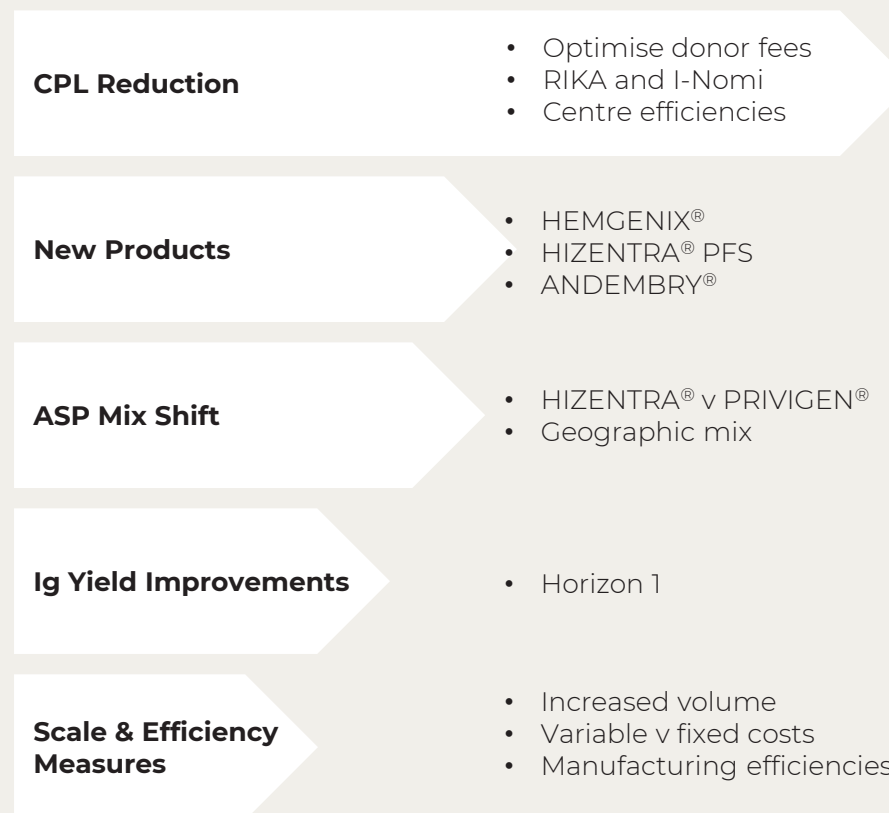 CPL Reduction
• Optimise donor fees
• RIKA and I-Nomi
• Centre efficiencies
New Products
• HEMGENIX®
• HIZENTRA® PFS
• ANDEMBRY®
ASP Mix Shift
• HIZENTRA® v PRIVIGEN®
• Geographic mix
Ig Yield Improvements
• Horizon 1
Scale & Efficiency
Measures
• Increased volume
• Variable v fixed costs
• Manufacturing efficiencies